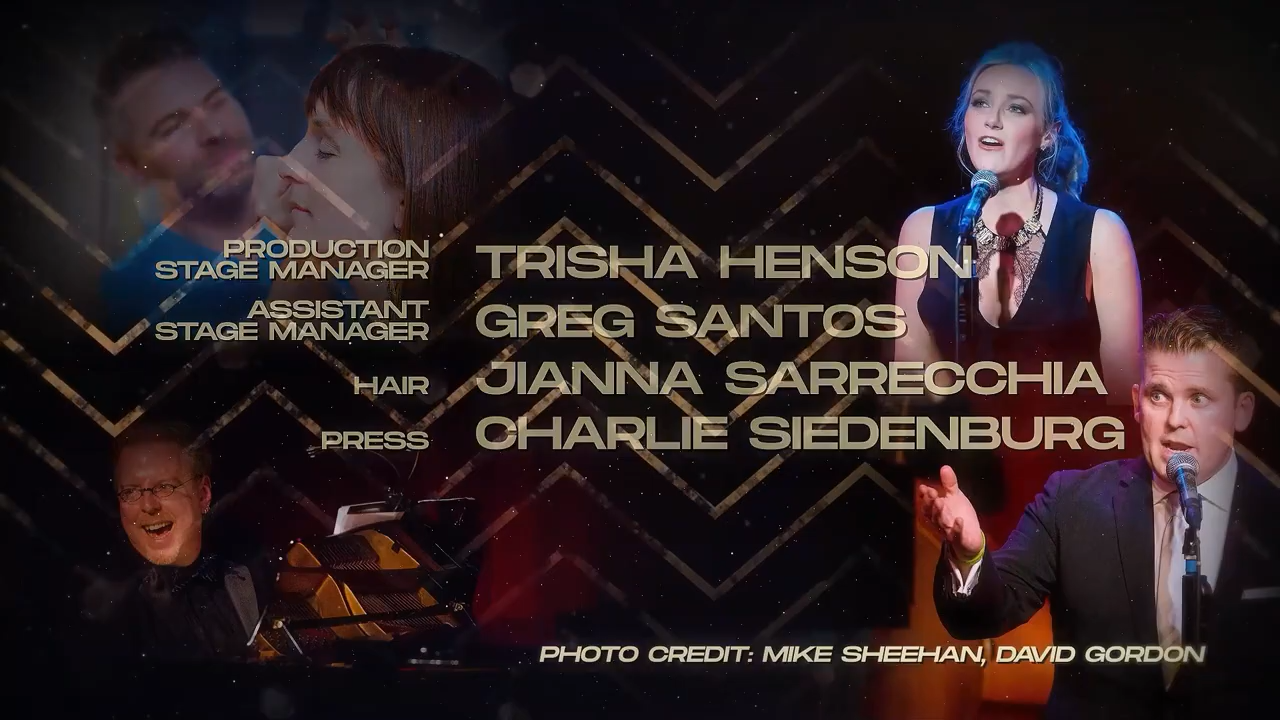 PRODUCTION
STAGE MANAGER
TRISHA HENSON
ASSISTANT
STAGE MANAGER
GREG SANTOS
HAIR
JIANNA SARRECCHIA
PRESS
CHARLIE SIEDENBURG
PHOTO CREDIT: MIKE SHEEHAN, DAVID GORDON